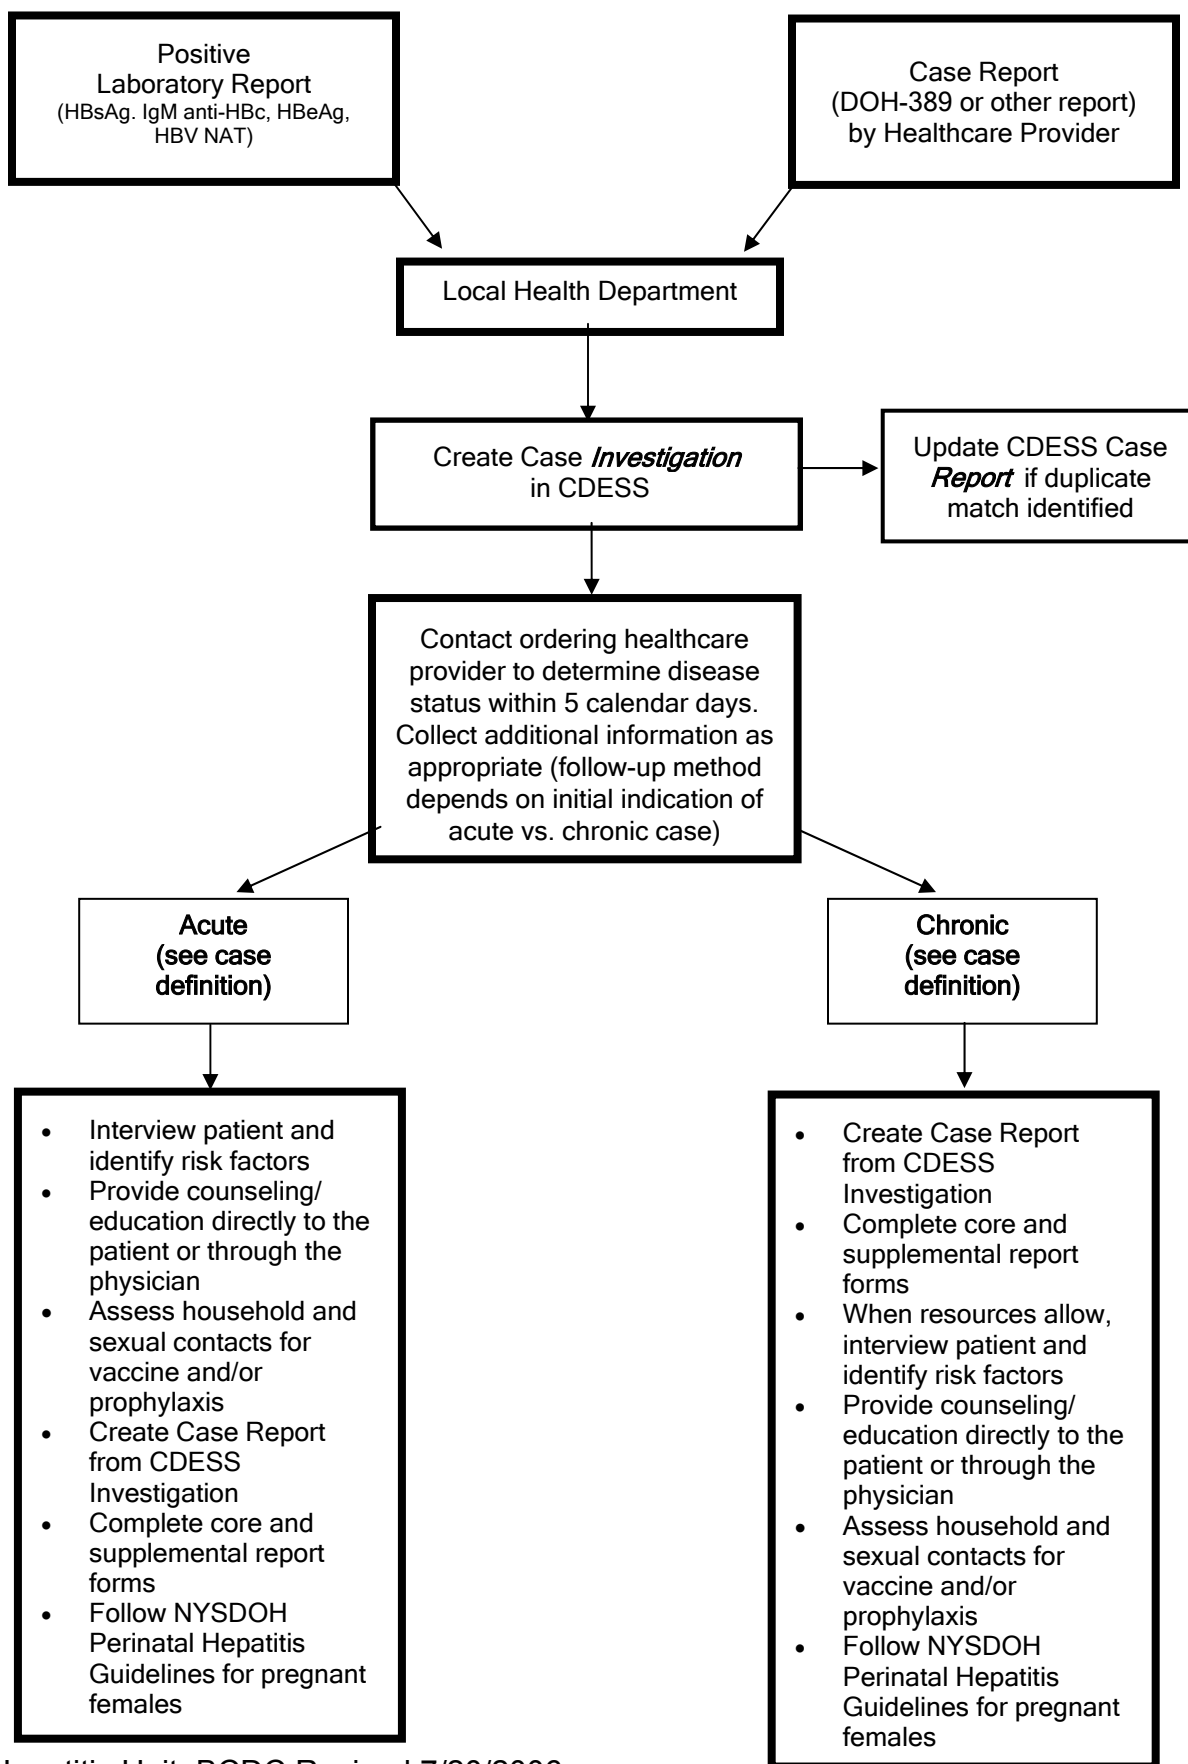 Positive
Laboratory Report
(HBsAg. IgM anti-HBc, HBeAg,
HBV NAT)
Case Report
(DOH-389 or other report)
by Healthcare Provider
Local Health Department
Create Case Investigation
in CDESS
Update CDESS Case
Report if duplicate
match identified
Contact ordering healthcare
provider to determine disease
status within 5 calendar days.
Collect additional information as
appropriate (follow-up method
depends on initial indication of
acute vs. chronic case)
Acute
(see case
definition)
Chronic
(see case
definition)
• Interview patient and
identify risk factors
• Provide counseling/
education directly to the
patient or through the
physician
• Assess household and
sexual contacts for
vaccine and/or
prophylaxis
• Create Case Report
from CDESS
Investigation
• Complete core and
supplemental report
forms
• Follow NYSDOH
Perinatal Hepatitis
Guidelines for pregnant
females
• Create Case Report
from CDESS
Investigation
• Complete core and
supplemental report
forms
• When resources allow,
interview patient and
identify risk factors
• Provide counseling/
education directly to the
patient or through the
physician
• Assess household and
sexual contacts for
vaccine and/or
prophylaxis
• Follow NYSDOH
Perinatal Hepatitis
Guidelines for pregnant
females